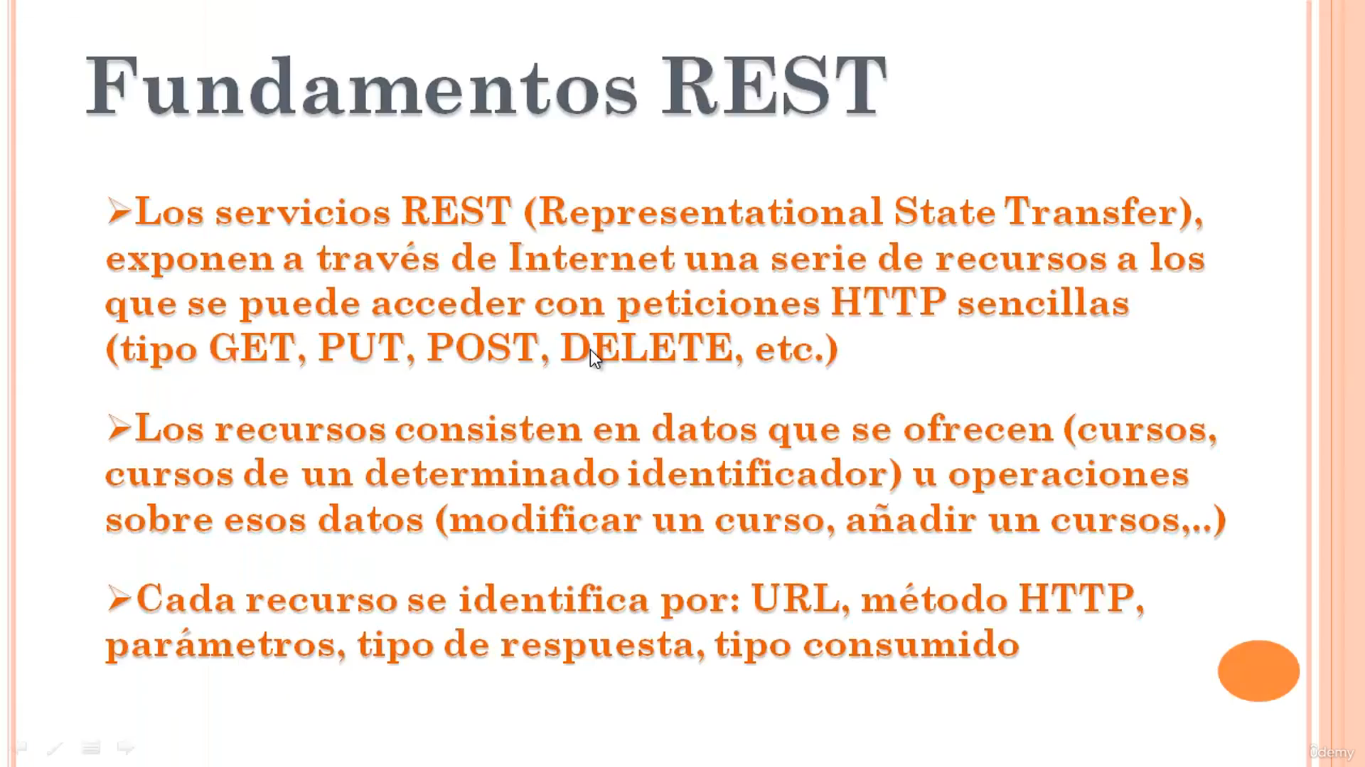 Fundamentos REST
➢Los servicios REST (Representational State Transfer),
exponen a través de Internet una serie de recursos a los
que se puede acceder con peticiones HTTP sencillas
(tipo GET, PUT, POST, DELETE, etc.)
➢Los recursos consisten en datos que se ofrecen (cursos,
cursos de un determinado identificador) u operaciones
sobre esos datos (modificar un curso, añadir un cursos,..)
➢Cada recurso se identifica por: URL, método HTTP,
parámetros, tipo de respuesta, tipo consumido
ûdemy